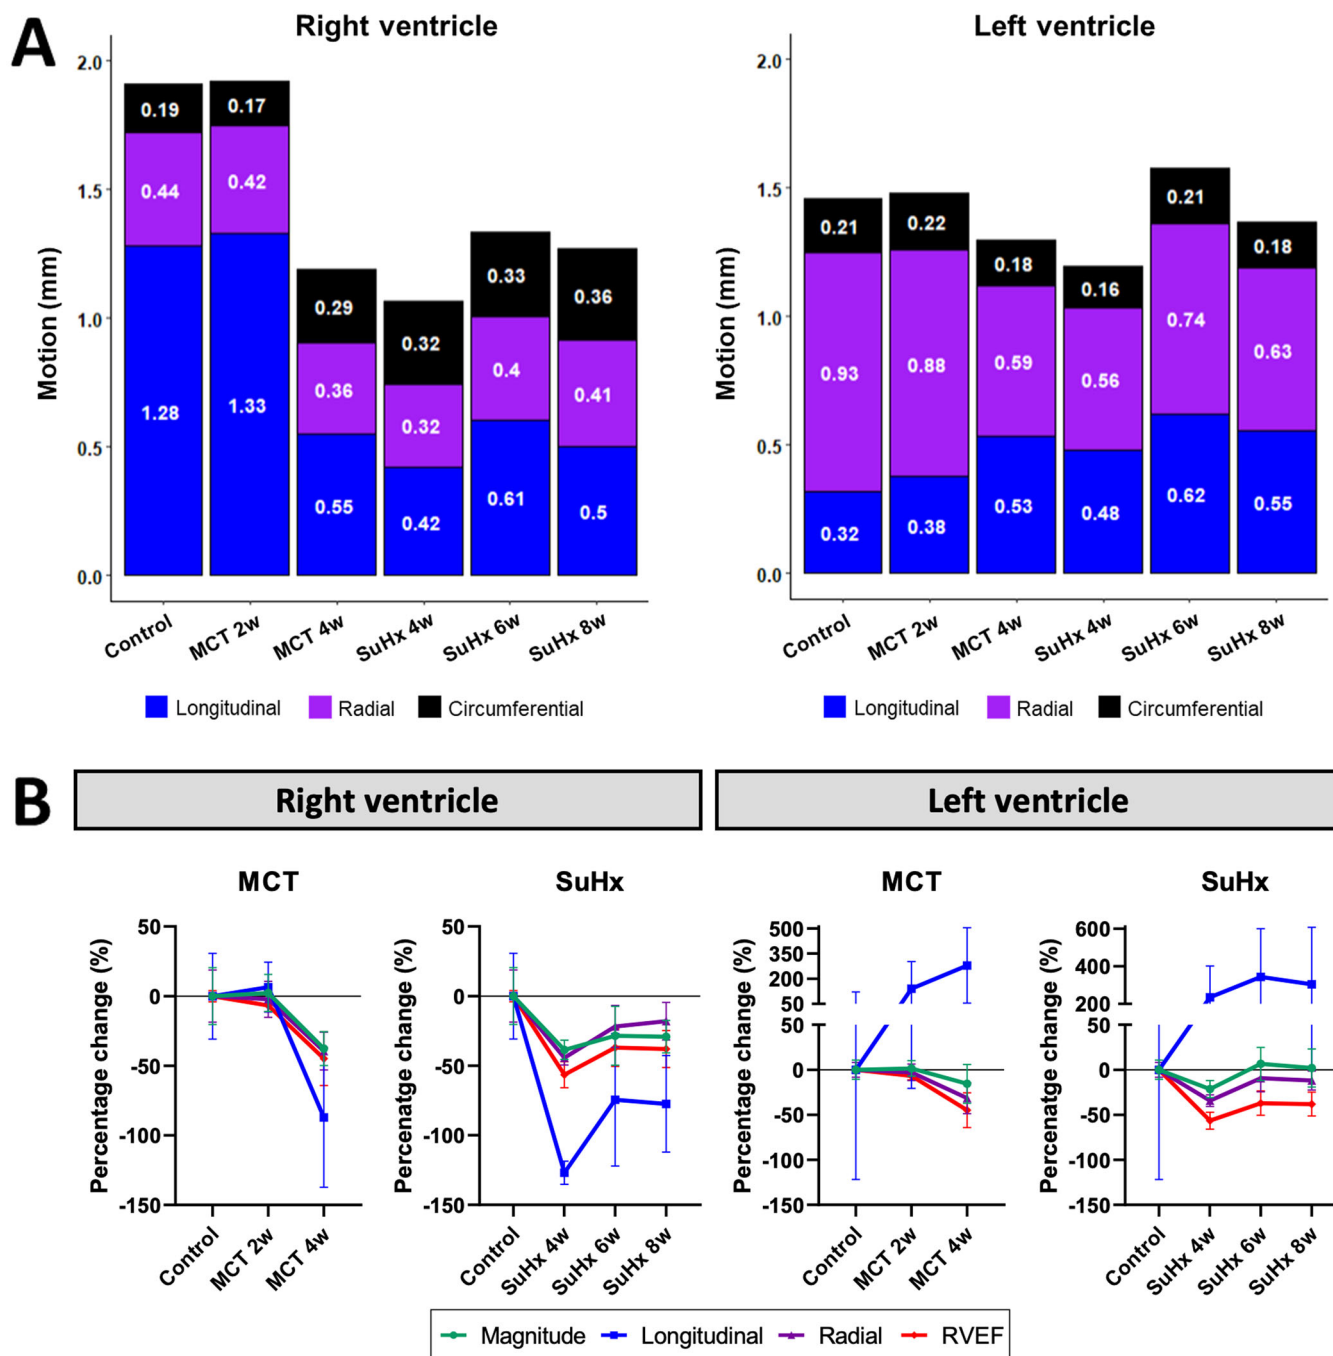 A
Right ventricle
Left ventricle
Motion (mm)
2.0
1.5
1.0
0.5
0.0
0.19
0.17
0.44
0.42
1.28
1.33
0.29
0.36
0.55
0.32
0.32
0.42
0.33
0.4
0.61
0.36
0.41
0.5
Control
MCT 2w
MCT 4w
SuHx 4w
SuHx 6w
SuHx 8w
Longitudinal Radial Circumferential
Motion (mm)
2.0
1.5
1.0
0.5
0.0
0.21
0.93
0.32
0.22
0.88
0.38
0.18
0.59
0.53
0.16
0.56
0.48
0.21
0.74
0.62
0.18
0.63
0.55
Control
MCT 2w
MCT 4w
SuHx 4w
SuHx 6w
SuHx 8w
Longitudinal Radial Circumferential
B
Right ventricle
Left ventricle
MCT
Percentage change (%)
50
0
-50
-100
-150
Control
MCT 2w
MCT 4w
SuHx
Percenatge change (%)
50
0
-50
-100
-150
Control
SuHx 4w
SuHx 6w
SuHx 8w
MCT
Percentage change (%)
500
350
200
50
50
0
-50
-100
-150
Control
MCT 2w
MCT 4w
SuHx
Percentage change (%)
600
400
200
50
0
-50
-100
-150
Control
SuHx 4w
SuHx 6w
SuHx 8w
Magnitude Longitudinal Radial RVEF